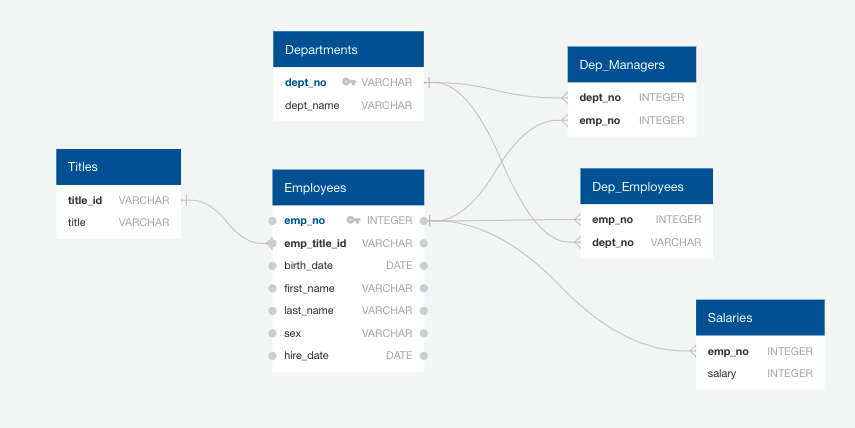 Departments
dept_no VARCHAR
dept_name VARCHAR
Dep_Managers
dept_no INTEGER
emp_no INTEGER
Titles
title_id VARCHAR
title VARCHAR
Employees
emp_no INTEGER
emp_title_id VARCHAR
birth_date DATE
first_name VARCHAR
last_name VARCHAR
sex VARCHAR
hire_date DATE
Dep_Employees
emp_no INTEGER
dept_no VARCHAR
Salaries
emp_no INTEGER
salary INTEGER